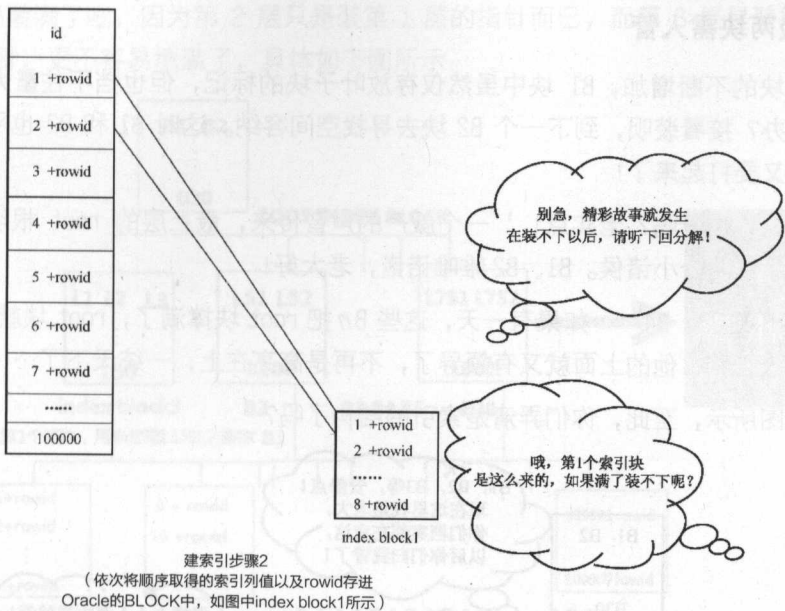 id
1 +rowid
2 +rowid
3 +rowid
4 +rowid
5 +rowid
6 +rowid
7 +rowid
……
100000
别急，精彩故事就发生
在装不下以后，请听下回分解！
1 +rowid
2 +rowid
……
8 +rowid
index block1
哦，第1个索引块
是这么来的，如果满了装不下呢？
建索引步骤2
（依次将顺序取得的索引列值以及rowid存进
Oracle的BLOCK中，如图中index block1所示）